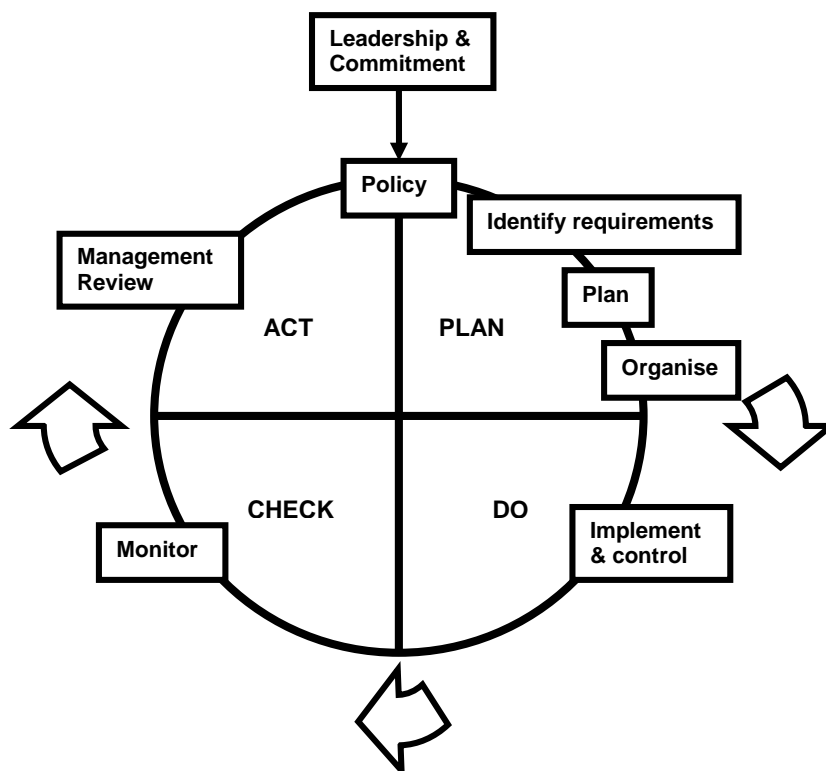 Leadership &
Commitment
Policy
Identify requirements
Management
Review
Plan
ACT
PLAN
Organise
CHECK
DO
Monitor
Implement
& control